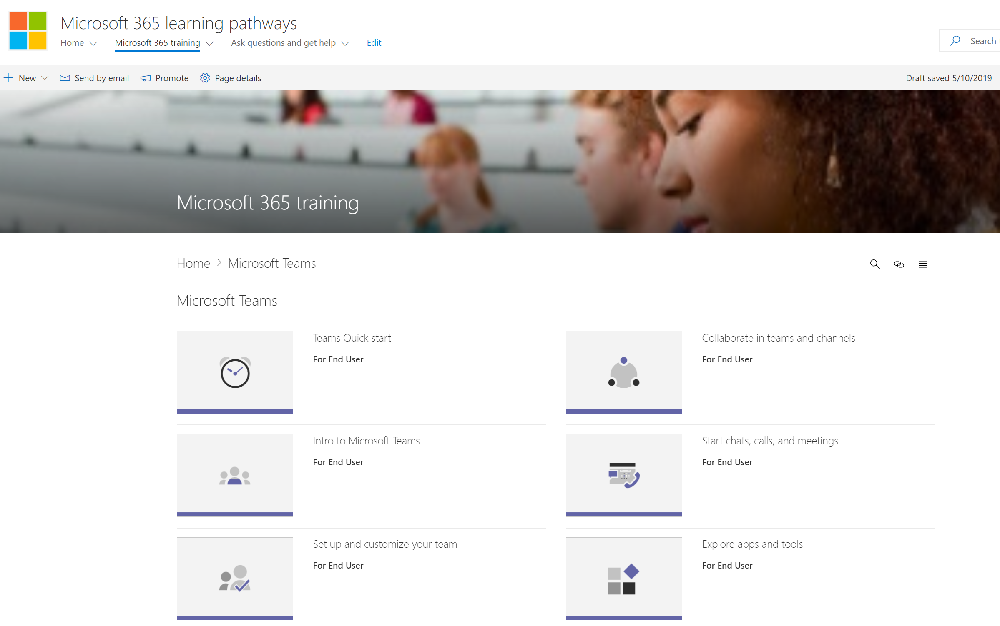 Microsoft 365 learning pathways
Home Microsoft 365 training Ask questions and get help Edit
Search
New Send by email Promote Page details Draft saved 5/10/2019
Microsoft 365 training
Home > Microsoft Teams
Microsoft Teams
Teams Quick start
For End User
Collaborate in teams and channels
For End User
Intro to Microsoft Teams
For End User
Start chats, calls, and meetings
For End User
Set up and customize your team
For End User
Explore apps and tools
For End User